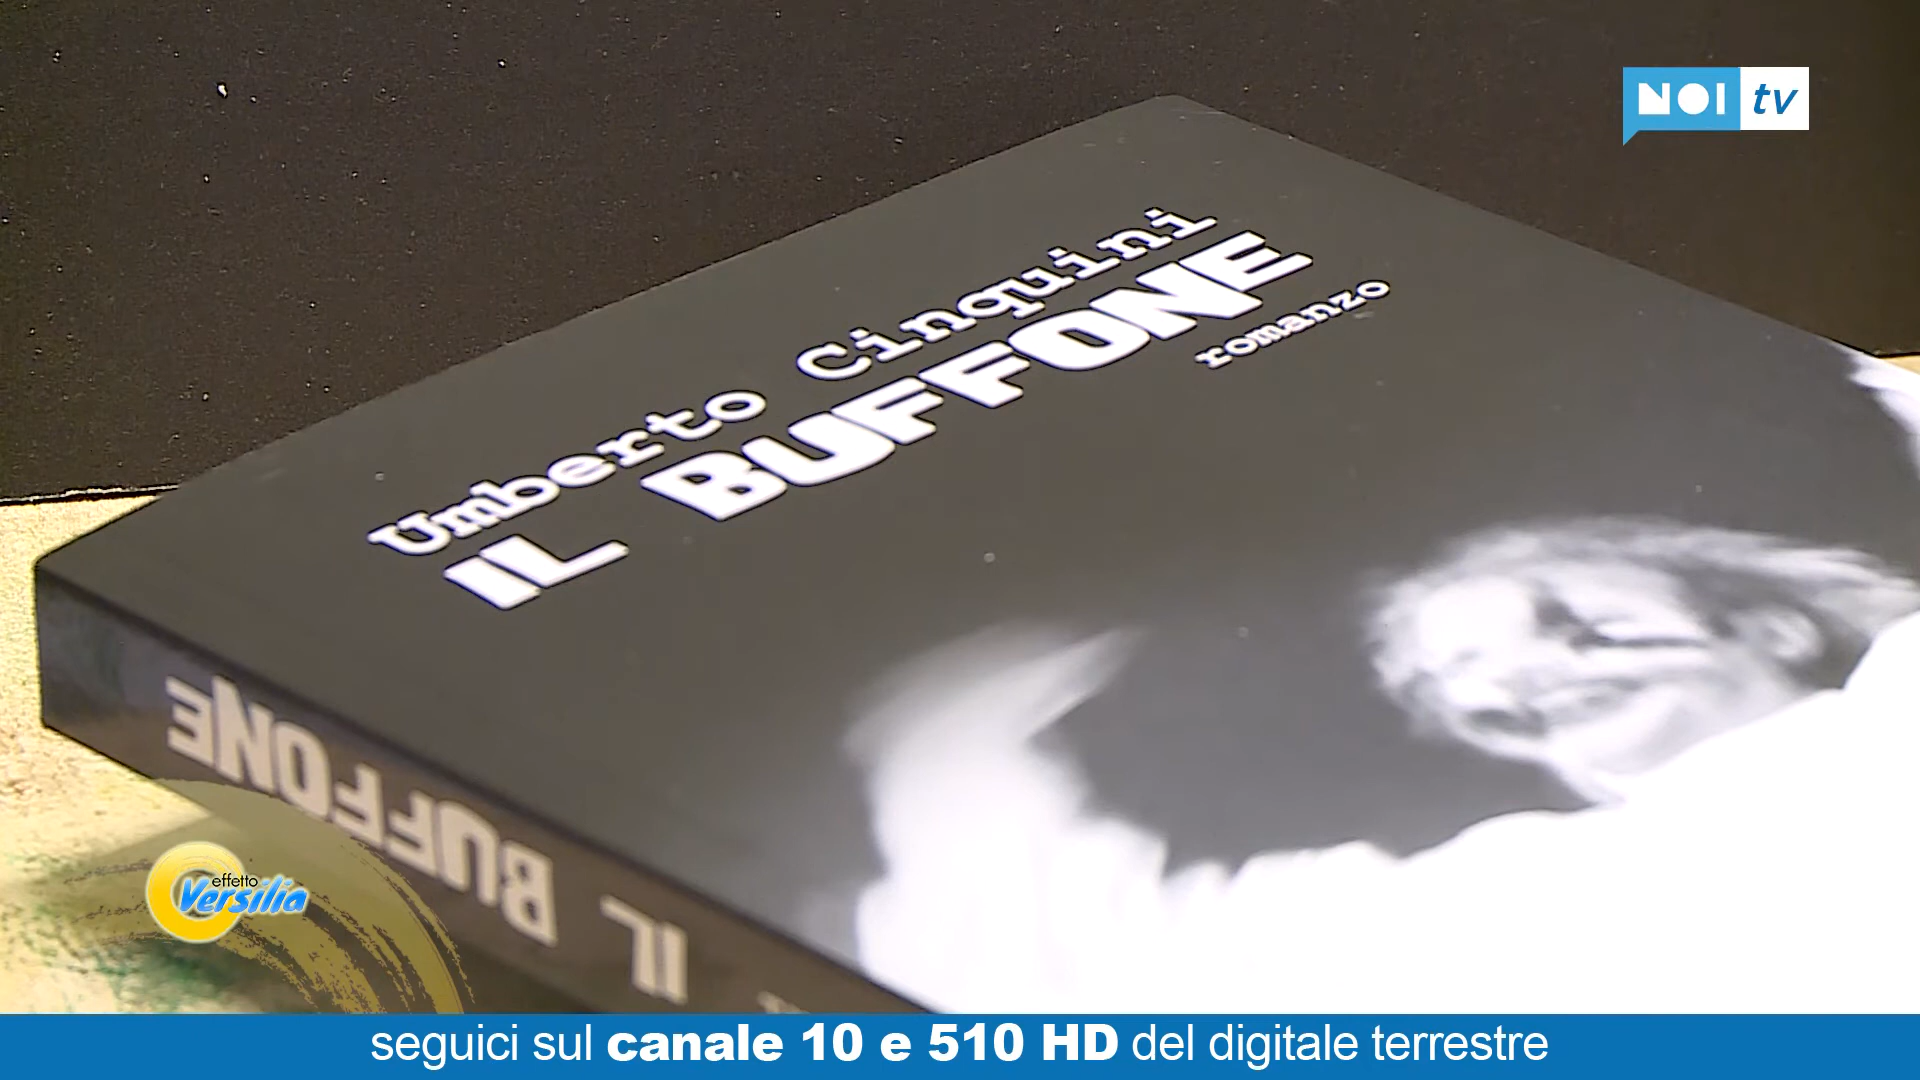 NOI tv
Umberto Cinquini
IL BUFFONE
romanzo
IL BUFFONE
effetto
Versilia
seguici sul canale 10 e 510 HD del digitale terrestre